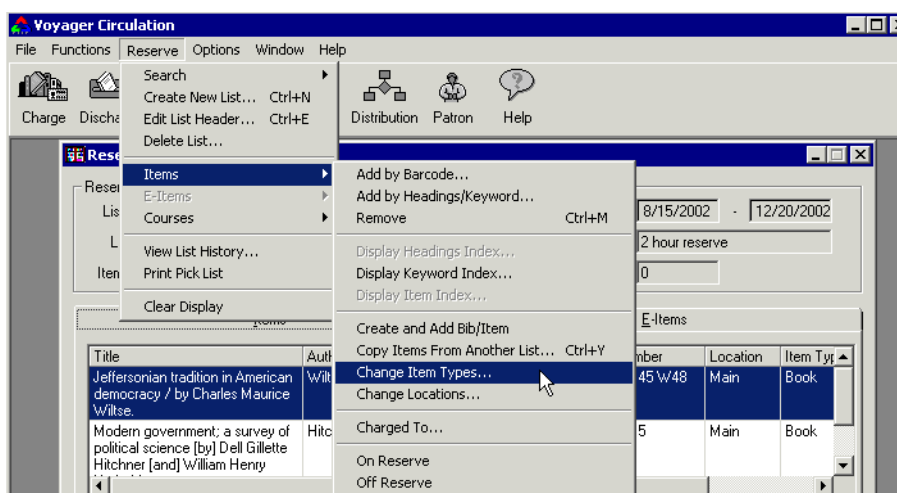 Voyager Circulation
File Functions Reserve Options Window Help
Charge
Distribution Patron Help
Search
Create New List... Ctrl+N
Edit List Header... Ctrl+E
Delete List...
Items
E-Items
Courses
View List History...
Print Pick List
Clear Display
Add by Barcode...
Add by Headings/Keyword...
Remove Ctrl+M
Display Headings Index...
Display Keyword Index...
Display Item Index...
Create and Add Bib/Item
Copy Items From Another List... Ctrl+Y
Change Item Types...
Change Locations...
Charged To...
On Reserve
Off Reserve
8/15/2002 - 12/20/2002
2 hour reserve
0
E-Items
Title Location Item
Jeffersonian tradition in American 45 W48 Main Book
democracy / by Charles Maurice
Wiltse.
Modern government; a survey of 5 Main Book
political science [by] Dell Gillette
Hitchner [and] William Henry